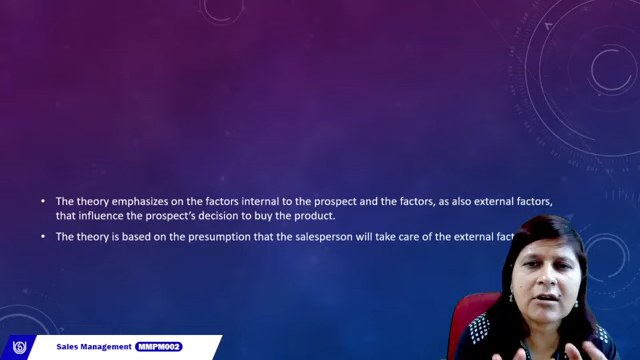 • The theory emphasizes on the factors internal to the prospect and the factors, as also external factors,
that influence the prospect's decision to buy the product.
• The theory is based on the presumption that the salesperson will take care of the external
Sales Management MMPM002